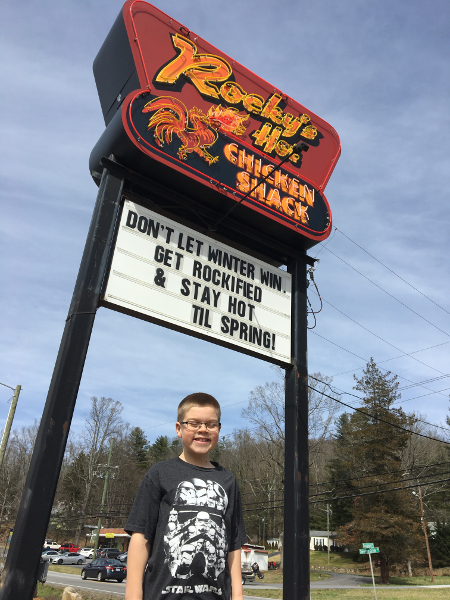 Rocky's
Hot
CHICKEN
SHACK
DON'T LET WINTER WIN.
GET ROCKIFIED
& STAY HOT
TIL SPRING!
STAR WARS